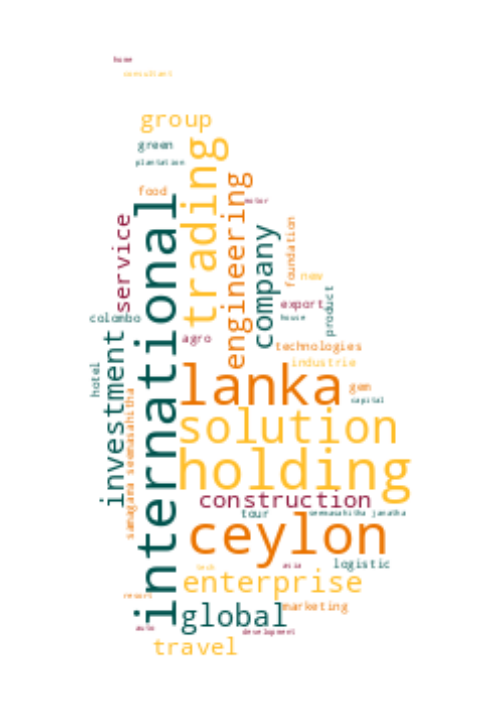 home
consultant
group
green
plantation
trading
food
engineering
motor
international
service
company
foundation
new
export
product
house
colombo
agro
technologies
investment
industrie
hotel
lanka
gem
capital
samagara seemasahitha
solution
holding
construction
tour
seemasahitha janatha
ceylon
logistic
tech
asia
enterprise
resort
global
marketing
auto
development
travel